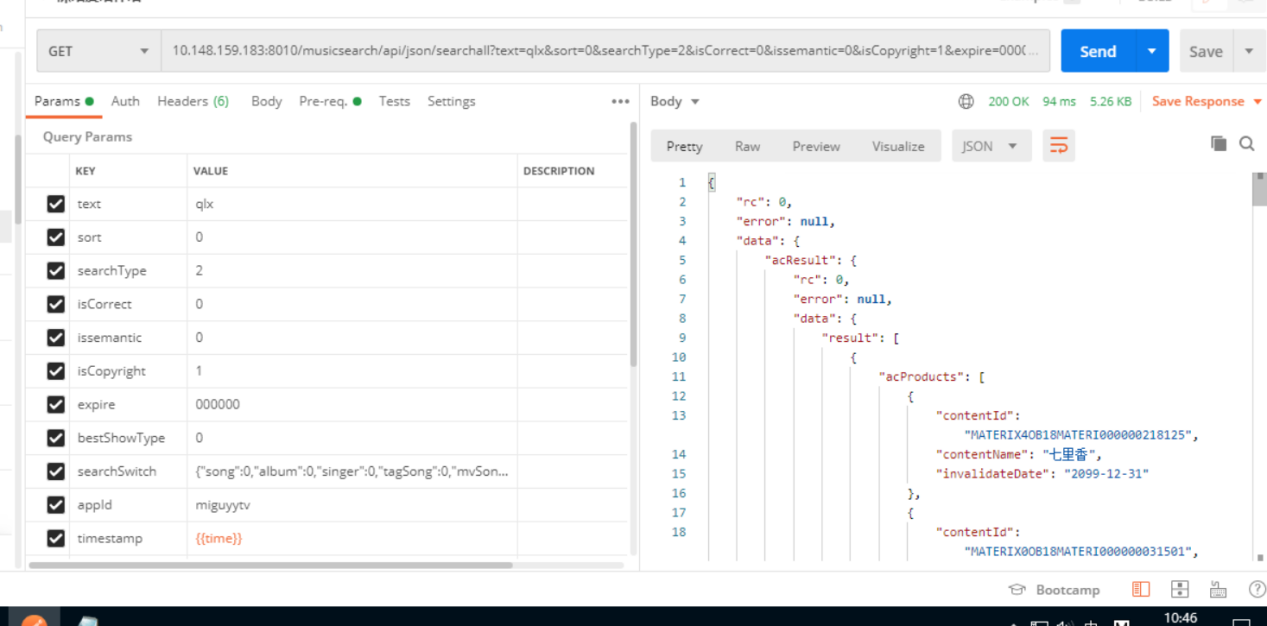 GET
10.148.159.183:8010/musicsearch/api/json/searchall?text=qlx&sort=0&searchType=2&isCorrect=0&issemantic=0&isCopyright=1&expire=0000...
Send
Save
Params Auth Headers (6) Body Pre-req. Tests Settings
Query Params
KEY VALUE DESCRIPTION
text qlx
sort 0
searchType 2
isCorrect 0
issemantic 0
isCopyright 1
expire 000000
bestShowType 0
searchSwitch {"song":0,"album":0,"singer":0,"tagSong":0,"mvSon...
appId miguyytv
timestamp {{time}}
Body 200 OK 94 ms 5.26 KB Save Response
Pretty Raw Preview Visualize JSON
1 {
2 "rc": 0,
3 "error": null,
4 "data": {
5 "acResult": {
6 "rc": 0,
7 "error": null,
8 "data": {
9 "result": [
10 {
11 "acProducts": [
12 {
13 "contentId":
"MATERIX4OB18MATERI000000218125",
14 "contentName": "七里香",
15 "invalidateDate": "2099-12-31"
16 },
17 {
18 "contentId":
"MATERIX0OB18MATERI000000031501",
Bootcamp
中
10:46